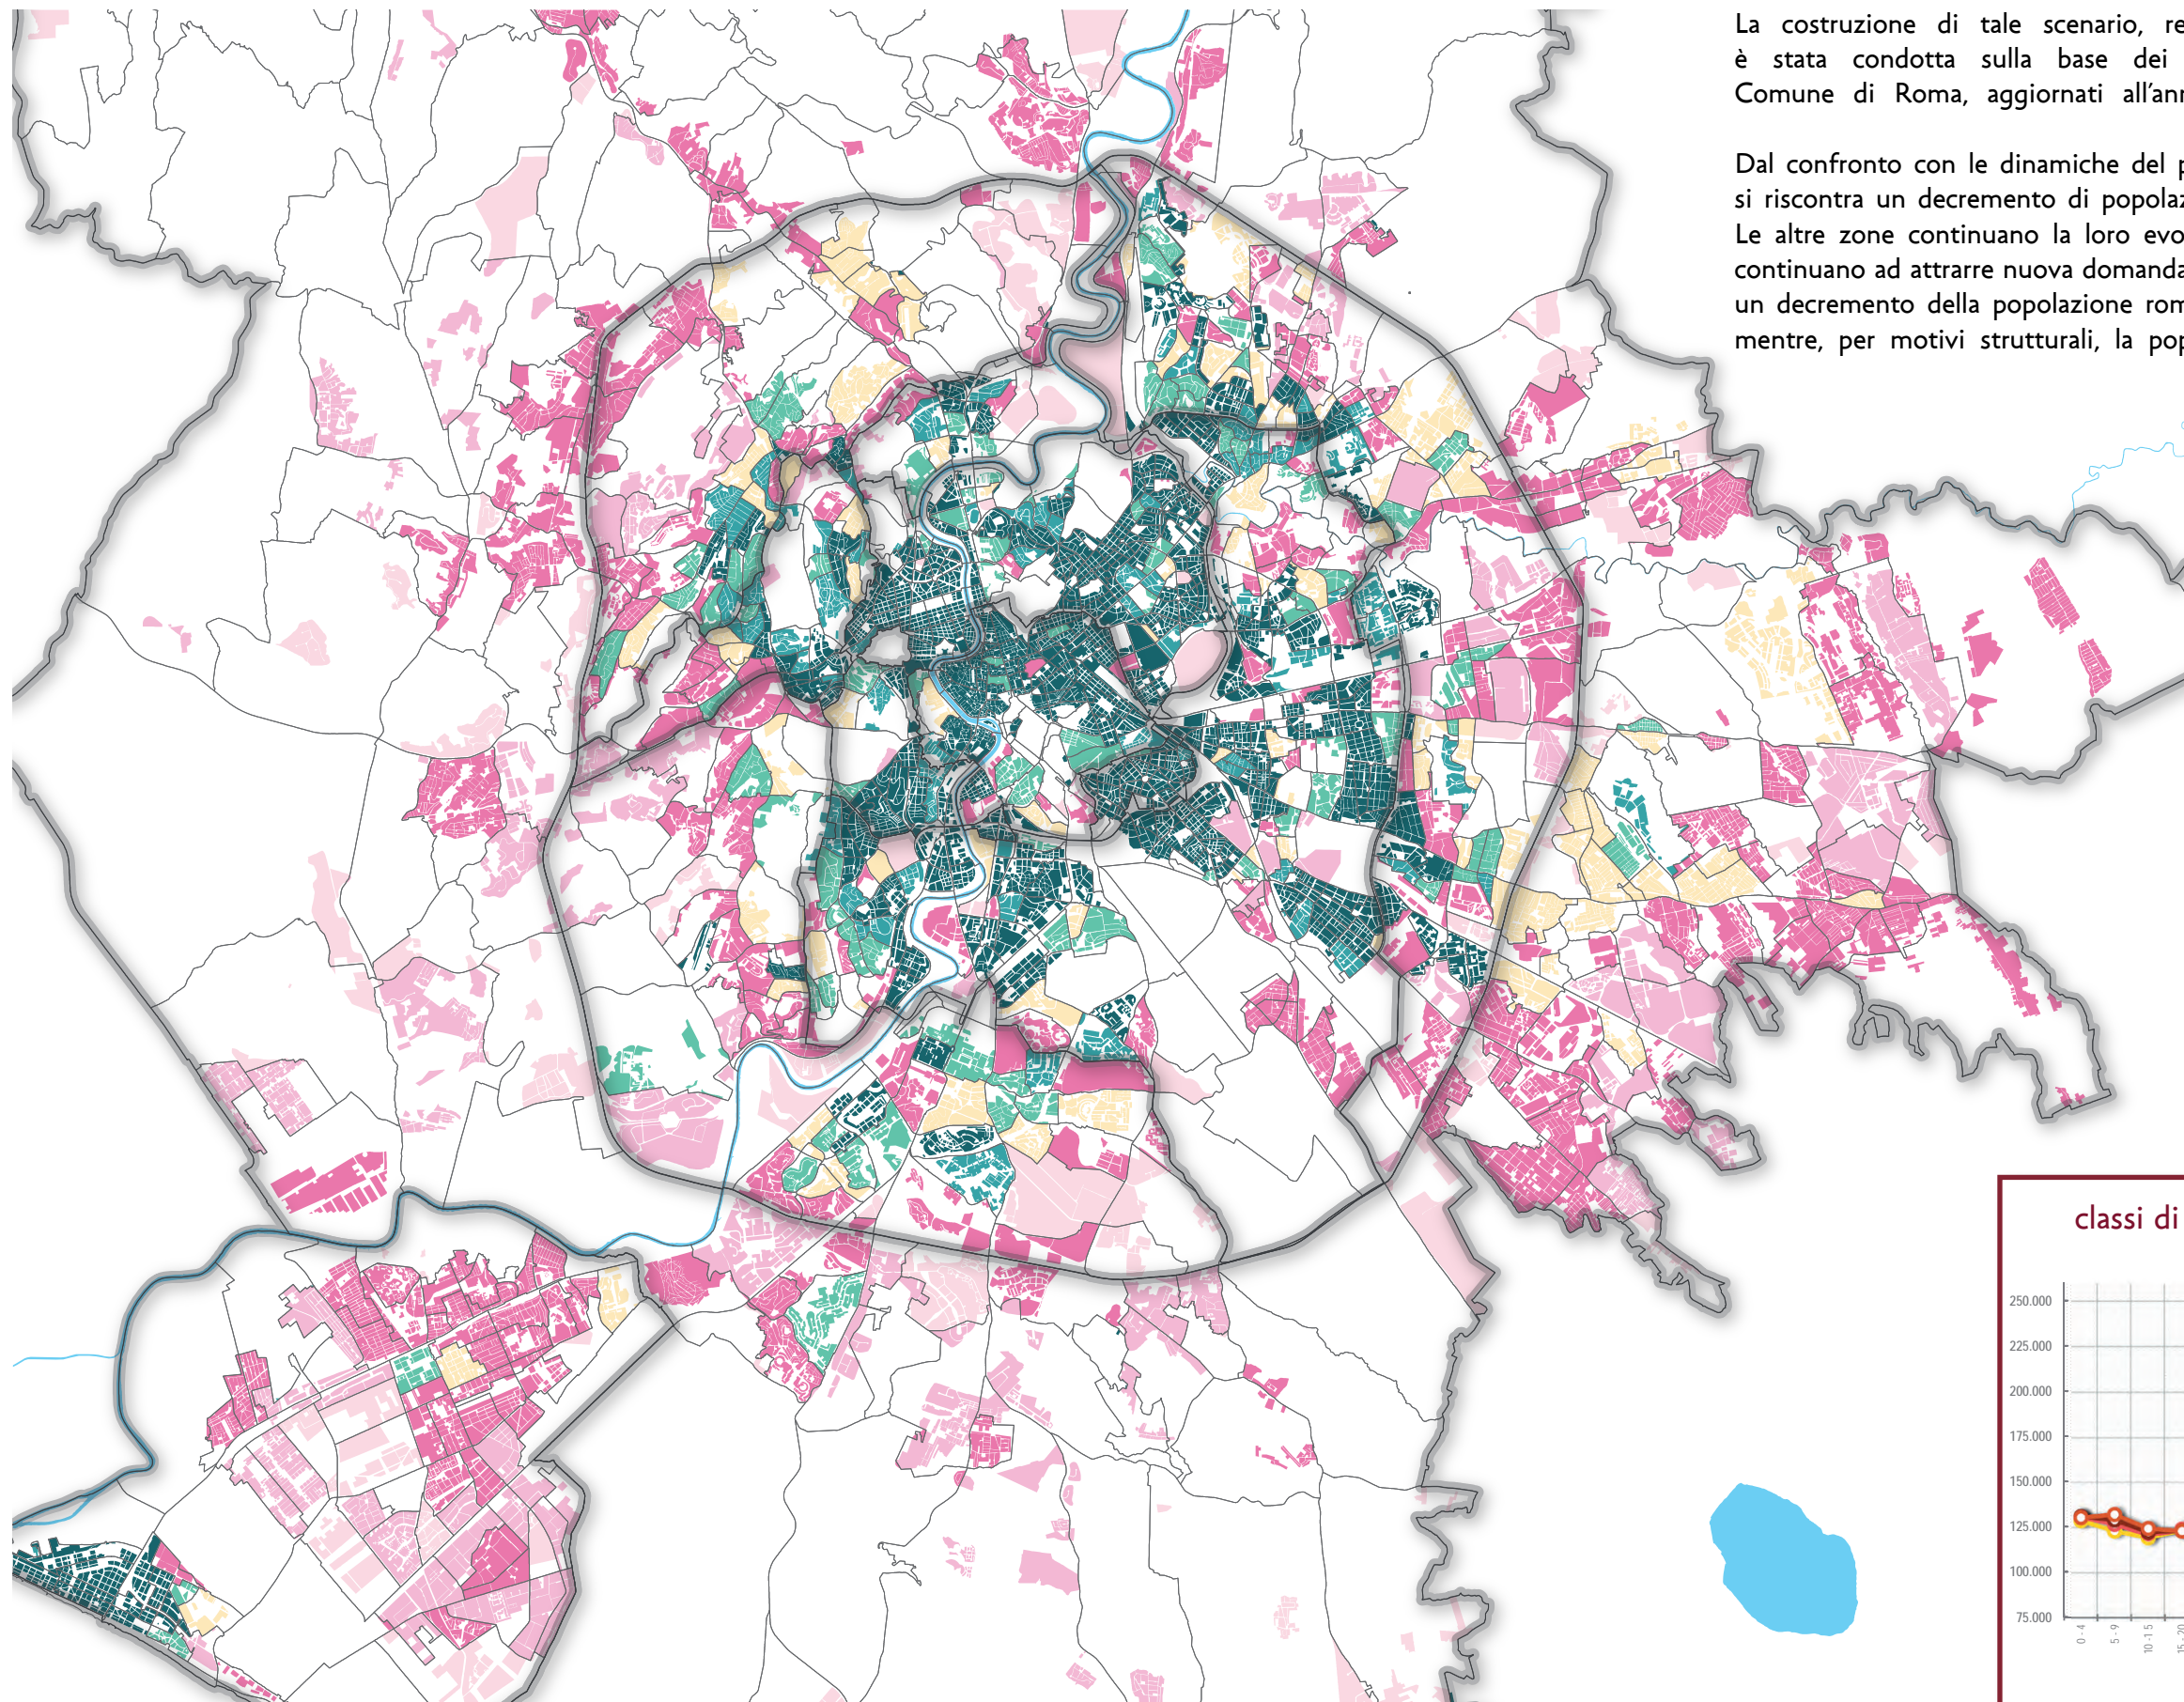 La costruzione di tale scenario, re
è stata condotta sulla base dei
Comune di Roma, aggiornati all'ann
Dal confronto con le dinamiche del p
si riscontra un decremento di popolaz
Le altre zone continuano la loro evo
continuano ad attrarre nuova domanda
un decremento della popolazione rom
mentre, per motivi strutturali, la pop
classi di
250.000
225.000
200.000
175.000
150.000
125.000
100.000
75.000
0 - 4
5 - 9
10 -1 5
15 - 20